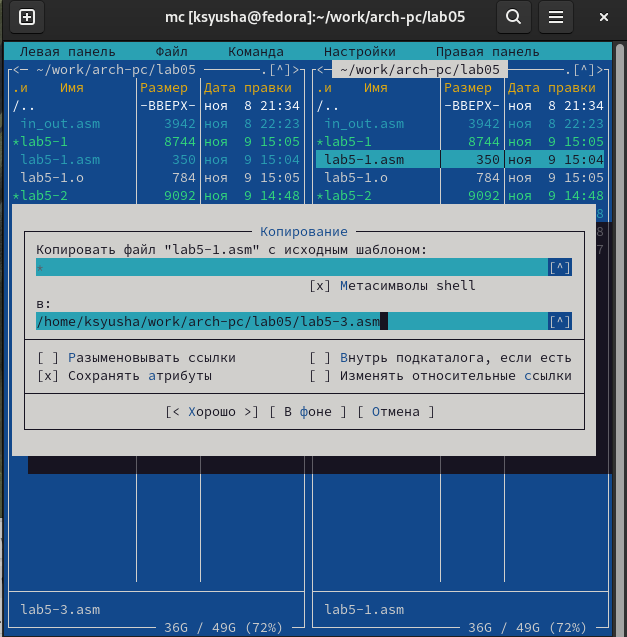 mc [ksyusha@fedora]:~/work/arch-pc/lab05
Левая панель Файл Команда Настройки Правая панель
<— ~/work/arch-pc/lab05 .[^]> <— ~/work/arch-pc/lab05 .[^]>
.и Имя Размер Дата правки .и Имя Размер Дата правки
/.. -ВВЕРХ- ноя 8 21:34 /.. -ВВЕРХ- ноя 8 21:34
in_out.asm 3942 ноя 8 22:23 in_out.asm 3942 ноя 8 22:23
*lab5-1 8744 ноя 9 15:05 *lab5-1 8744 ноя 9 15:05
lab5-1.asm 350 ноя 9 15:04 lab5-1.asm 350 ноя 9 15:04
lab5-1.o 784 ноя 9 15:05 lab5-1.o 784 ноя 9 15:05
*lab5-2 9092 ноя 9 14:48 *lab5-2 9092 ноя 9 14:48
8
Копирование
8
Копировать файл "lab5-1.asm" с исходным шаблоном:
7
* [^]
[x] Метасимволы shell
в:
/home/ksyusha/work/arch-pc/lab05/lab5-3.asm [^]
[ ] Разыменовывать ссылки [ ] Внутрь подкаталога, если есть
[x] Сохранять атрибуты [ ] Изменять относительные ссылки
[< Хорошо >] [ В фоне ] [ Отмена ]
lab5-3.asm lab5-1.asm
36G / 49G (72%) 36G / 49G (72%)